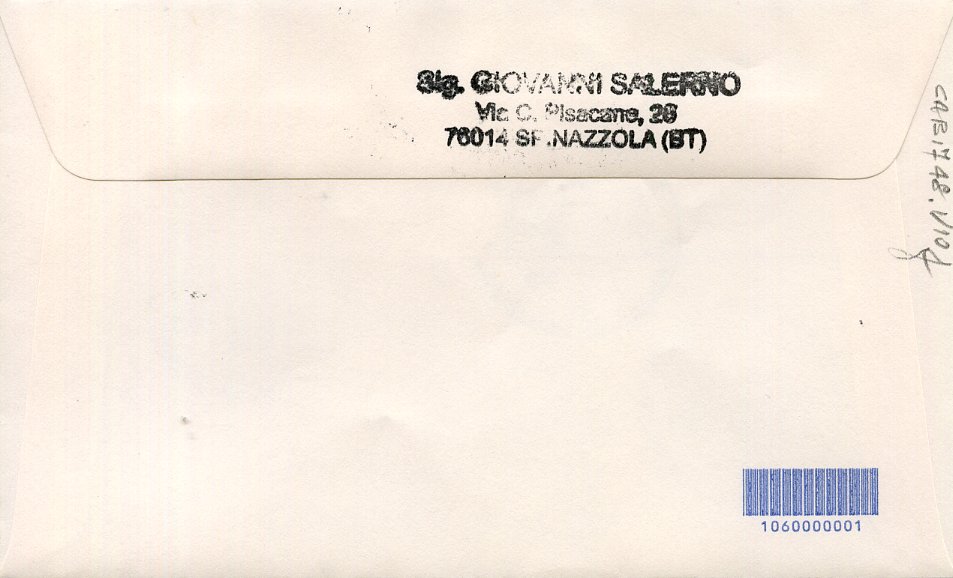 Sig. GIOVANNI SALERNO
Via C. Pisacane, 28
76014 SP.NAZZOLA (BT)
1060000001